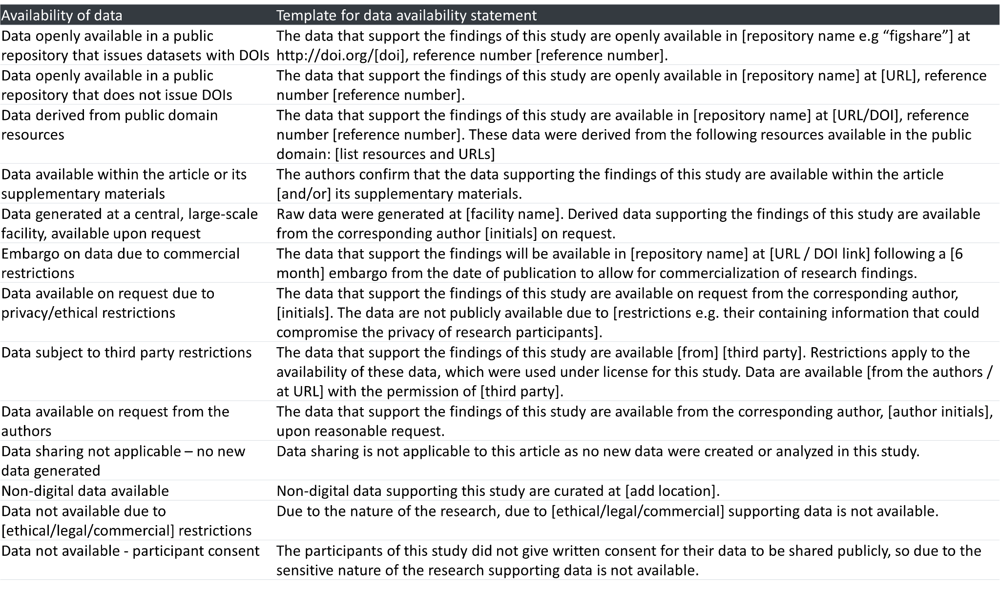 Availability of data
Template for data availability statement
Data openly available in a public
repository that issues datasets with DOIs
The data that support the findings of this study are openly available in [repository name e.g “figshare”] at
http://doi.org/[doi], reference number [reference number].
Data openly available in a public
repository that does not issue DOIs
The data that support the findings of this study are openly available in [repository name] at [URL], reference
number [reference number].
Data derived from public domain
resources
The data that support the findings of this study are available in [repository name] at [URL/DOI], reference
number [reference number]. These data were derived from the following resources available in the public
domain: [list resources and URLs]
Data available within the article or its
supplementary materials
The authors confirm that the data supporting the findings of this study are available within the article
[and/or] its supplementary materials.
Data generated at a central, large-scale
facility, available upon request
Raw data were generated at [facility name]. Derived data supporting the findings of this study are available
from the corresponding author [initials] on request.
Embargo on data due to commercial
restrictions
The data that support the findings will be available in [repository name] at [URL / DOI link] following a [6
month] embargo from the date of publication to allow for commercialization of research findings.
Data available on request due to
privacy/ethical restrictions
The data that support the findings of this study are available on request from the corresponding author,
[initials]. The data are not publicly available due to [restrictions e.g. their containing information that could
compromise the privacy of research participants].
Data subject to third party restrictions
The data that support the findings of this study are available [from] [third party]. Restrictions apply to the
availability of these data, which were used under license for this study. Data are available [from the authors /
at URL] with the permission of [third party].
Data available on request from the
authors
The data that support the findings of this study are available from the corresponding author, [author initials],
upon reasonable request.
Data sharing not applicable – no new
data generated
Data sharing is not applicable to this article as no new data were created or analyzed in this study.
Non-digital data available
Non-digital data supporting this study are curated at [add location].
Data not available due to
[ethical/legal/commercial] restrictions
Due to the nature of the research, due to [ethical/legal/commercial] supporting data is not available.
Data not available - participant consent
The participants of this study did not give written consent for their data to be shared publicly, so due to the
sensitive nature of the research supporting data is not available.